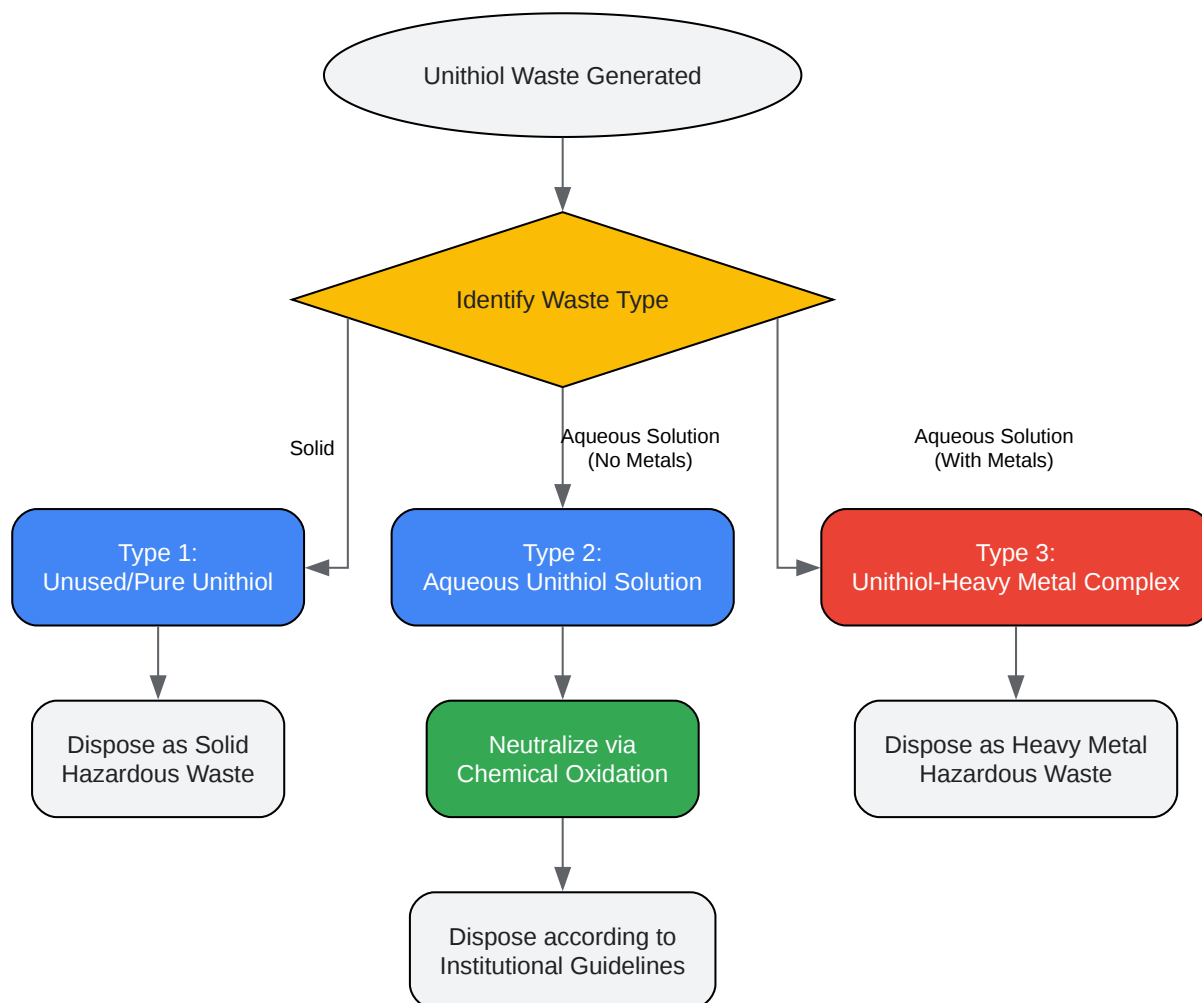 Unithiol Waste Generated
Identify Waste Type
Solid
Aqueous Solution
(No Metals)
Aqueous Solution
(With Metals)
Type 1:
Unused/Pure Unithiol
Type 2:
Aqueous Unithiol Solution
Type 3:
Unithiol-Heavy Metal Complex
Dispose as Solid
Hazardous Waste
Neutralize via
Chemical Oxidation
Dispose as Heavy Metal
Hazardous Waste
Dispose according to
Institutional Guidelines